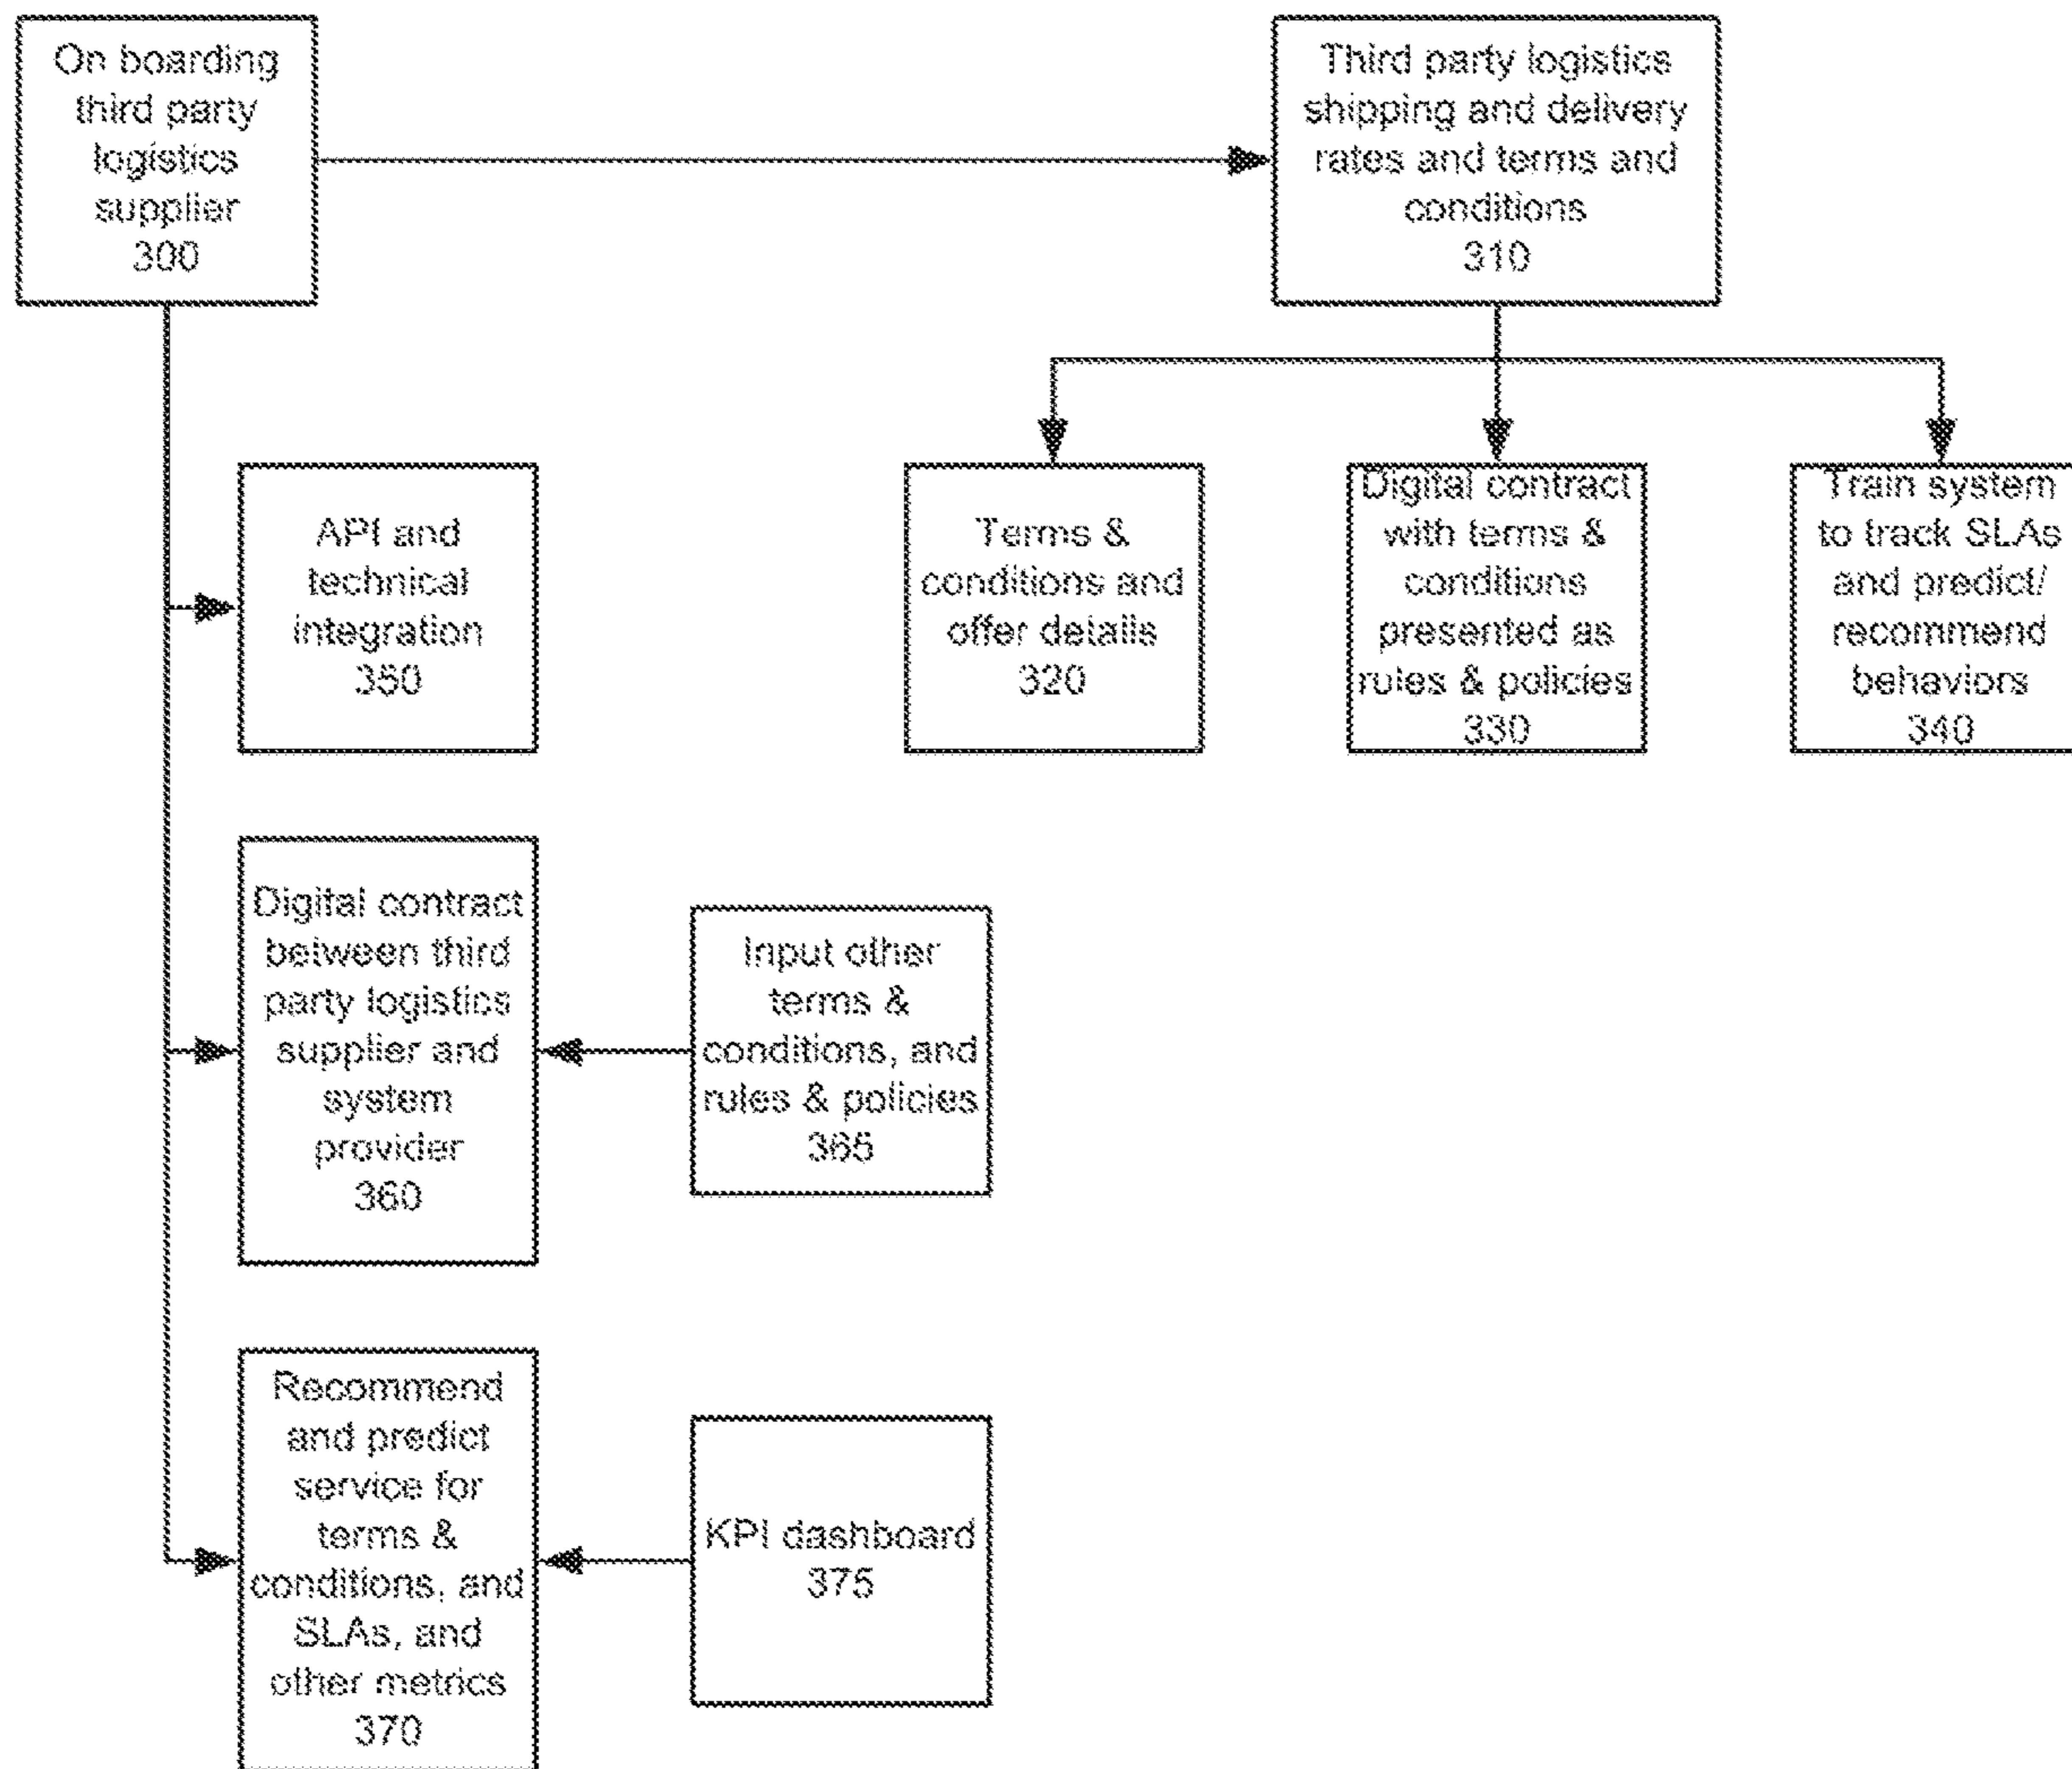 On boarding
third party
logistics
supplier
300
Third party logistics
shipping and delivery
rates and terms and
conditions
310
API and
technical
integration
350
Terms &
conditions and
offer details
320
Digital contract
with terms &
conditions
presented as
rules & policies
330
Train system
to track SLAs
and predict/
recommend
behaviors
340
Digital contract
between third
party logistics
supplier and
system
provider
360
Input other
terms &
conditions, and
rules & policies
365
Recommend
and predict
service for
terms &
conditions, and
SLAs, and
other metrics
370
KPI dashboard
375